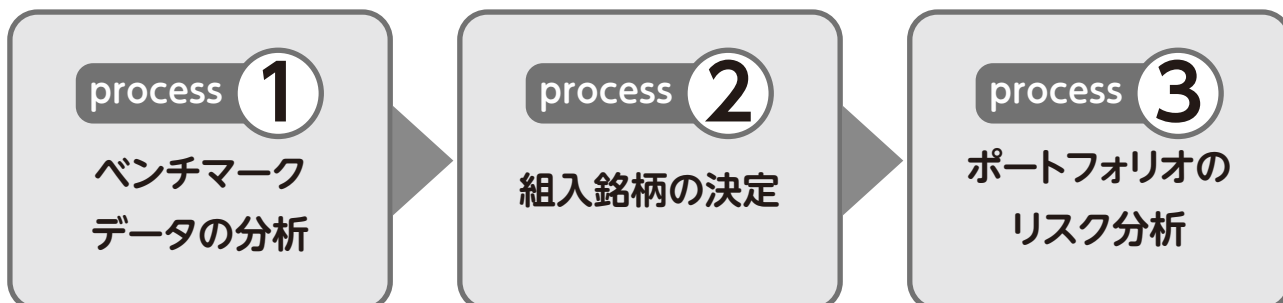 process 1
ベンチマーク
データの分析
process 2
組入銘柄の決定
process 3
ポートフォリオの
リスク分析